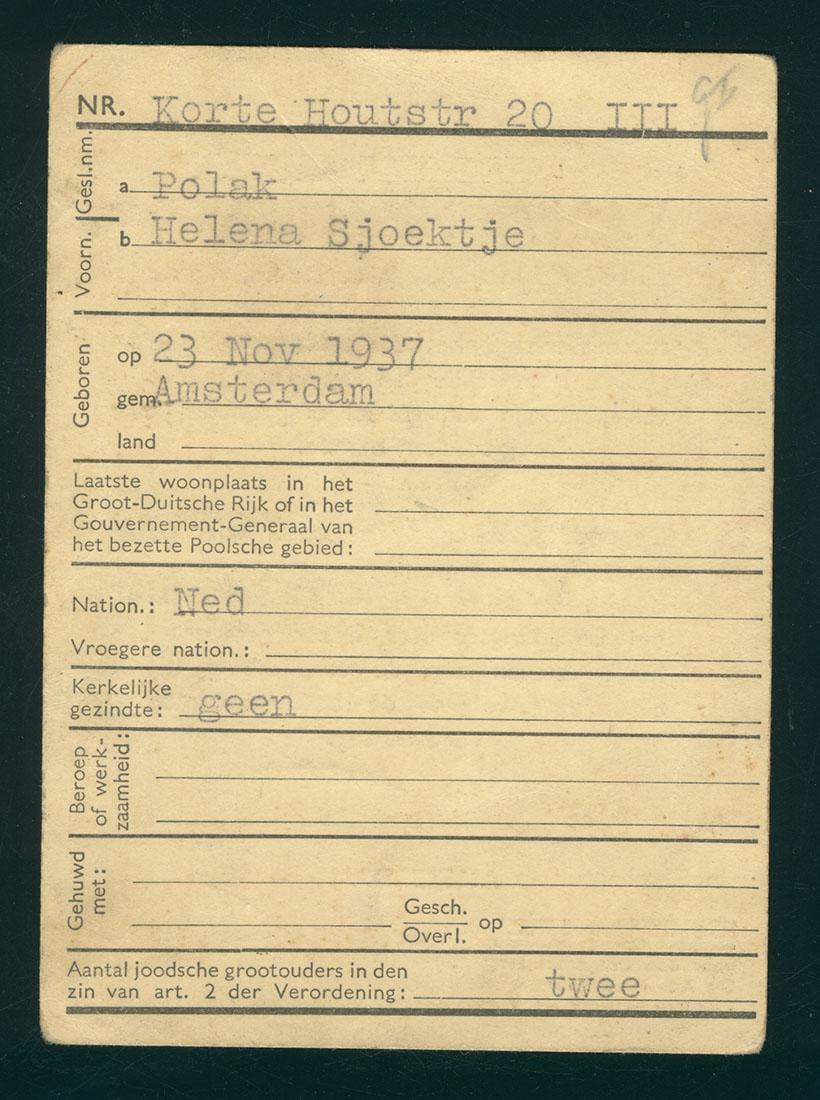 NR. Korte Houtstr 20 III
Gesl.nm. a Polak
Voorn. b Helena Sjoektje
Geboren op 23 Nov 1937
gem. Amsterdam
land
Laatste woonplaats in het
Groot-Duitsche Rijk of in het
Gouvernement-Generaal van
het bezette Poolsche gebied:
Nation.: Ned
Vroegere nation.:
Kerkelijke
gezindte: geen
Beroep
of werk-
zaamheid:
Gehuwd
met:
Gesch.
Overl. op
Aantal joodsche grootouders in den
zin van art. 2 der Verordening: twee